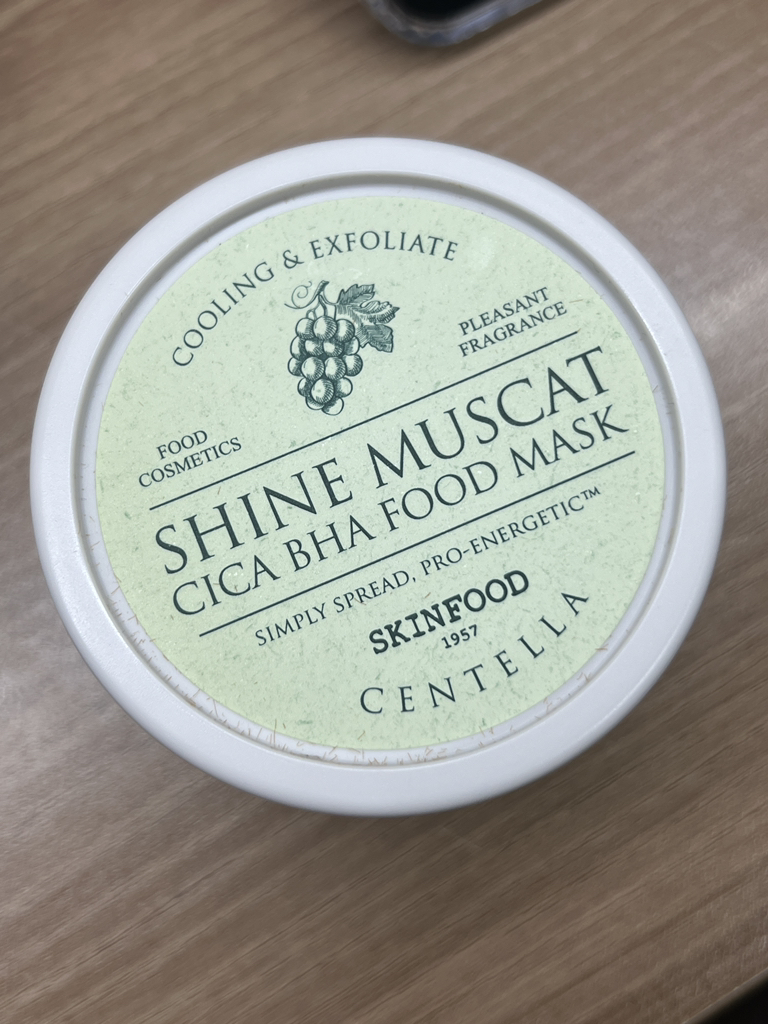 COOLING & EXFOLIATE
PLEASANT
FRAGRANCE
FOOD
COSMETICS
SHINE MUSCAT
CICA BHA FOOD MASK
SIMPLY SPREAD, PRO-ENERGETIC™
SKINFOOD
1957
CENTELLA